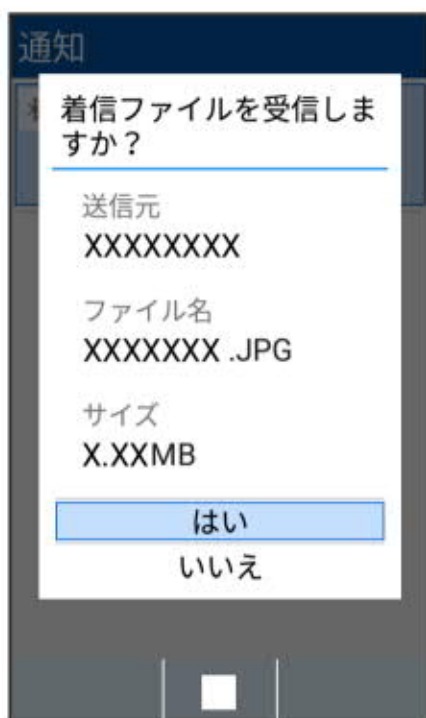 通知
着信ファイルを受信しま
すか？
送信元
XXXXXXXX
ファイル名
XXXXXXX .JPG
サイズ
X.XXMB
はい
いいえ